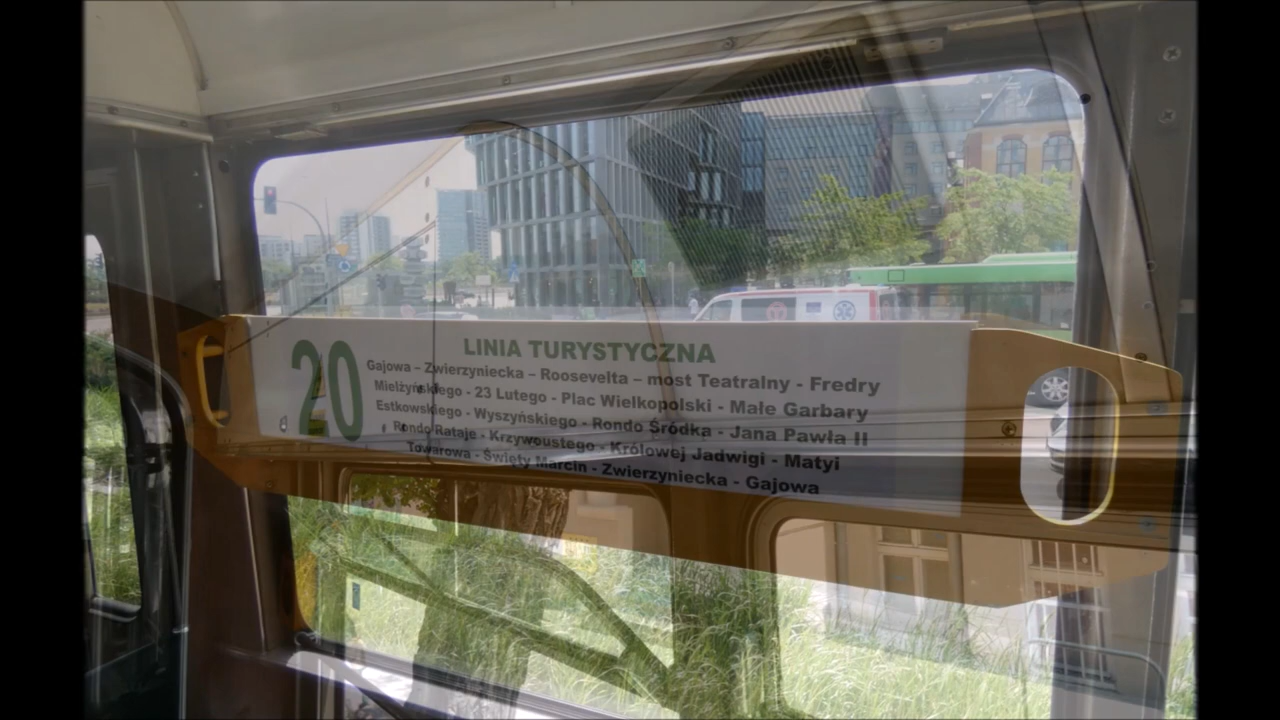 20
LINIA TURYSTYCZNA
Gajowa – Zwierzyniecka – Roosevelta – most Teatralny - Fredry
Mielżyńskiego - 23 Lutego - Plac Wielkopolski - Małe Garbary
Estkowskiego - Wyszyńskiego - Rondo Śródka - Jana Pawła II
Rondo Rataje - Krzywoustego - Królowej Jadwigi - Matyi
Towarowa - Święty Marcin - Zwierzyniecka - Gajowa